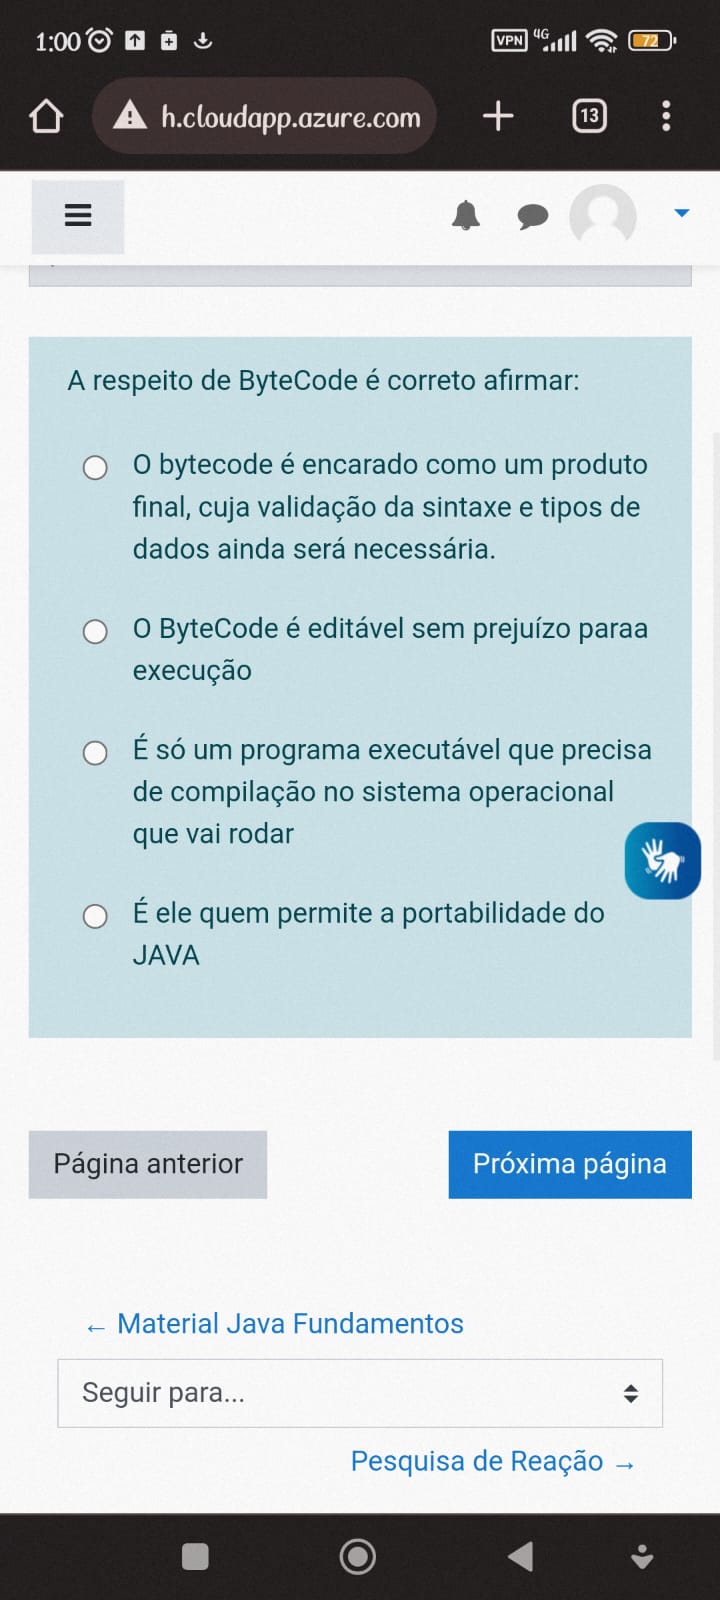 1:00
VPN 4G 72
h.cloudapp.azure.com
13
A respeito de ByteCode é correto afirmar:
O bytecode é encarado como um produto
final, cuja validação da sintaxe e tipos de
dados ainda será necessária.
O ByteCode é editável sem prejuízo paraa
execução
É só um programa executável que precisa
de compilação no sistema operacional
que vai rodar
É ele quem permite a portabilidade do
JAVA
Página anterior
Próxima página
← Material Java Fundamentos
Seguir para...
Pesquisa de Reação →